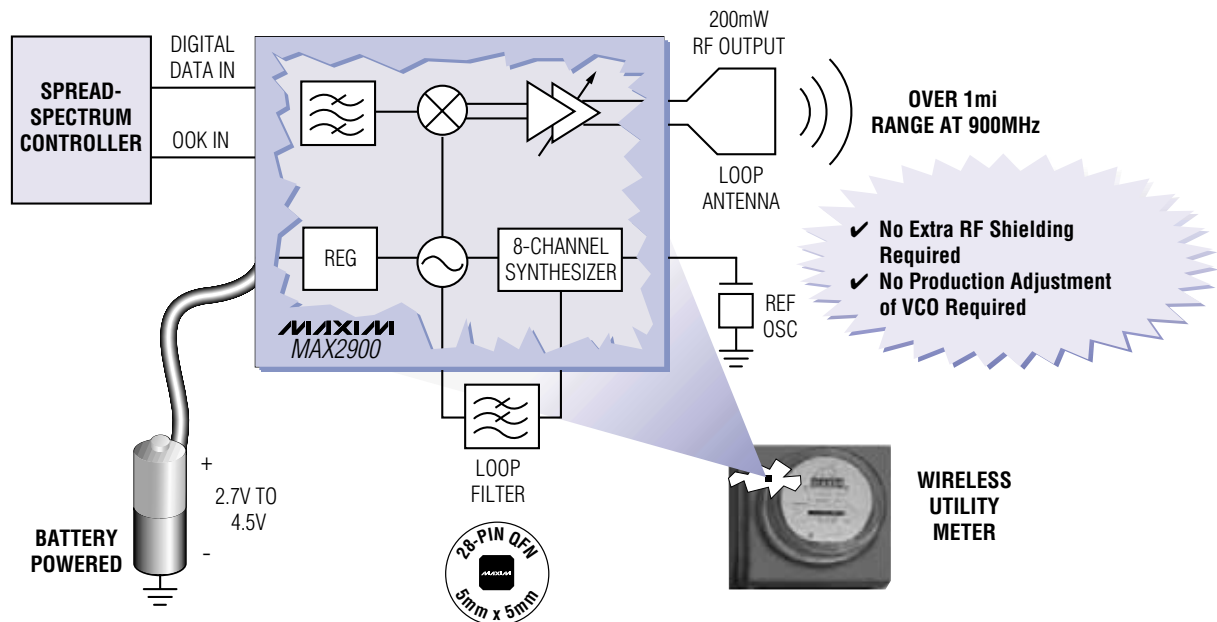 DIGITAL
DATA IN
SPREAD-
SPECTRUM
CONTROLLER
OOK IN
200mW
RF OUTPUT
LOOP
ANTENNA
OVER 1mi
RANGE AT 900MHz
✔ No Extra RF Shielding
Required
✔ No Production Adjustment
of VCO Required
REG
8-CHANNEL
SYNTHESIZER
MAXIM
MAX2900
REF
OSC
LOOP
FILTER
+
2.7V TO
4.5V
-
BATTERY
POWERED
28-PIN QFN
MAXIM
5mm x 5mm
WIRELESS
UTILITY
METER